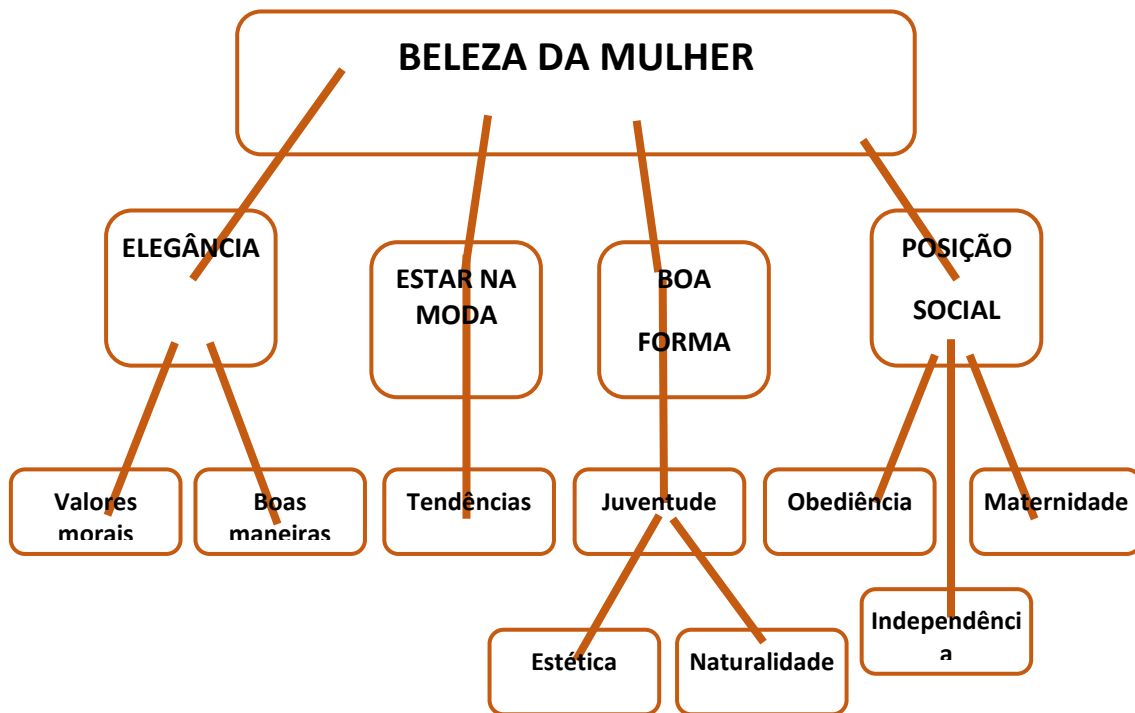 BELEZA DA MULHER
ELEGÂNCIA
ESTAR NA
MODA
BOA
FORMA
POSIÇÃO
SOCIAL
Valores
morais
Boas
maneiras
Tendências
Juventude
Obediência
Maternidade
Estética
Naturalidade
Independênci
a